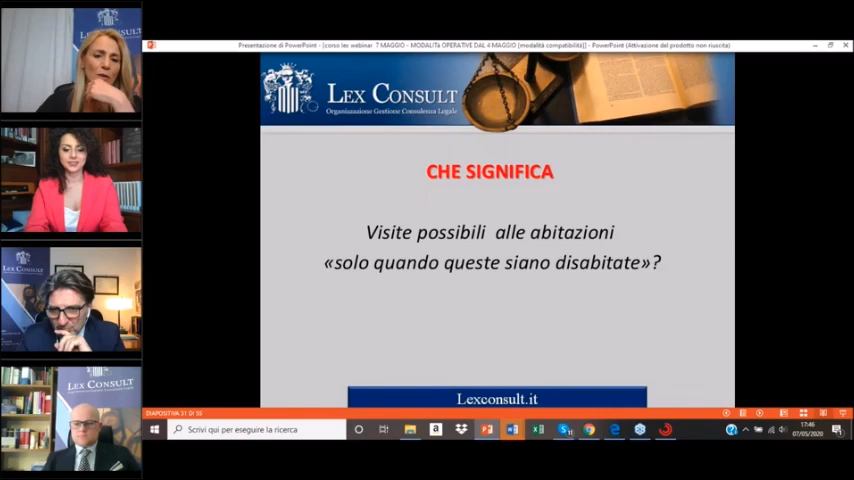 Presentazione di PowerPoint - [corso lec webinar 7 MAGGIO - MODALITà OPERATIVE DAL 4 MAGGIO [modalità compatibilità]] - PowerPoint (Attivazione del prodotto non riuscita)
LEX CONSULT
Organizzazione Gestione Consulenza Legale
CHE SIGNIFICA
Visite possibili alle abitazioni
«solo quando queste siano disabitate»?
Lexconsult.it
DIAPOSITIVA 31 DI 55
Scrivi qui per eseguire la ricerca
17:46
07/05/2020
LEX CONSULT
LEX CONSULT